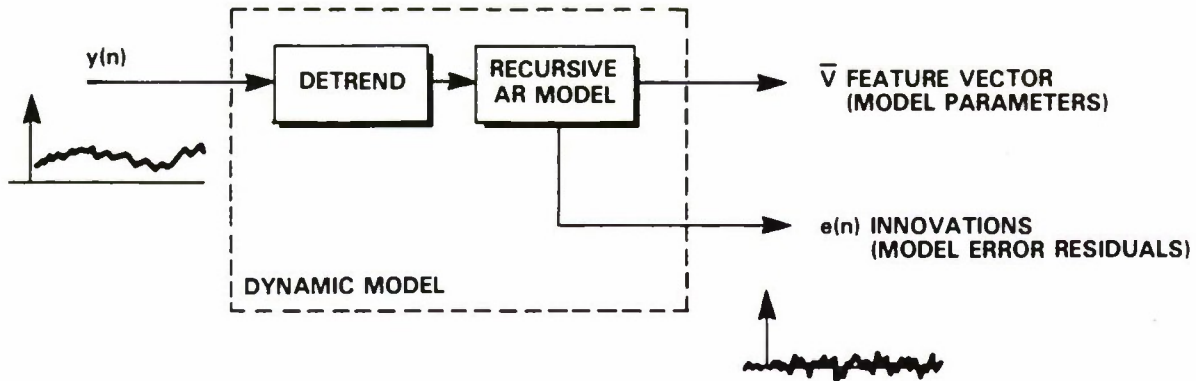 y(n)
DETREND
RECURSIVE
AR MODEL
V̅ FEATURE VECTOR
(MODEL PARAMETERS)
e(n) INNOVATIONS
(MODEL ERROR RESIDUALS)
DYNAMIC MODEL